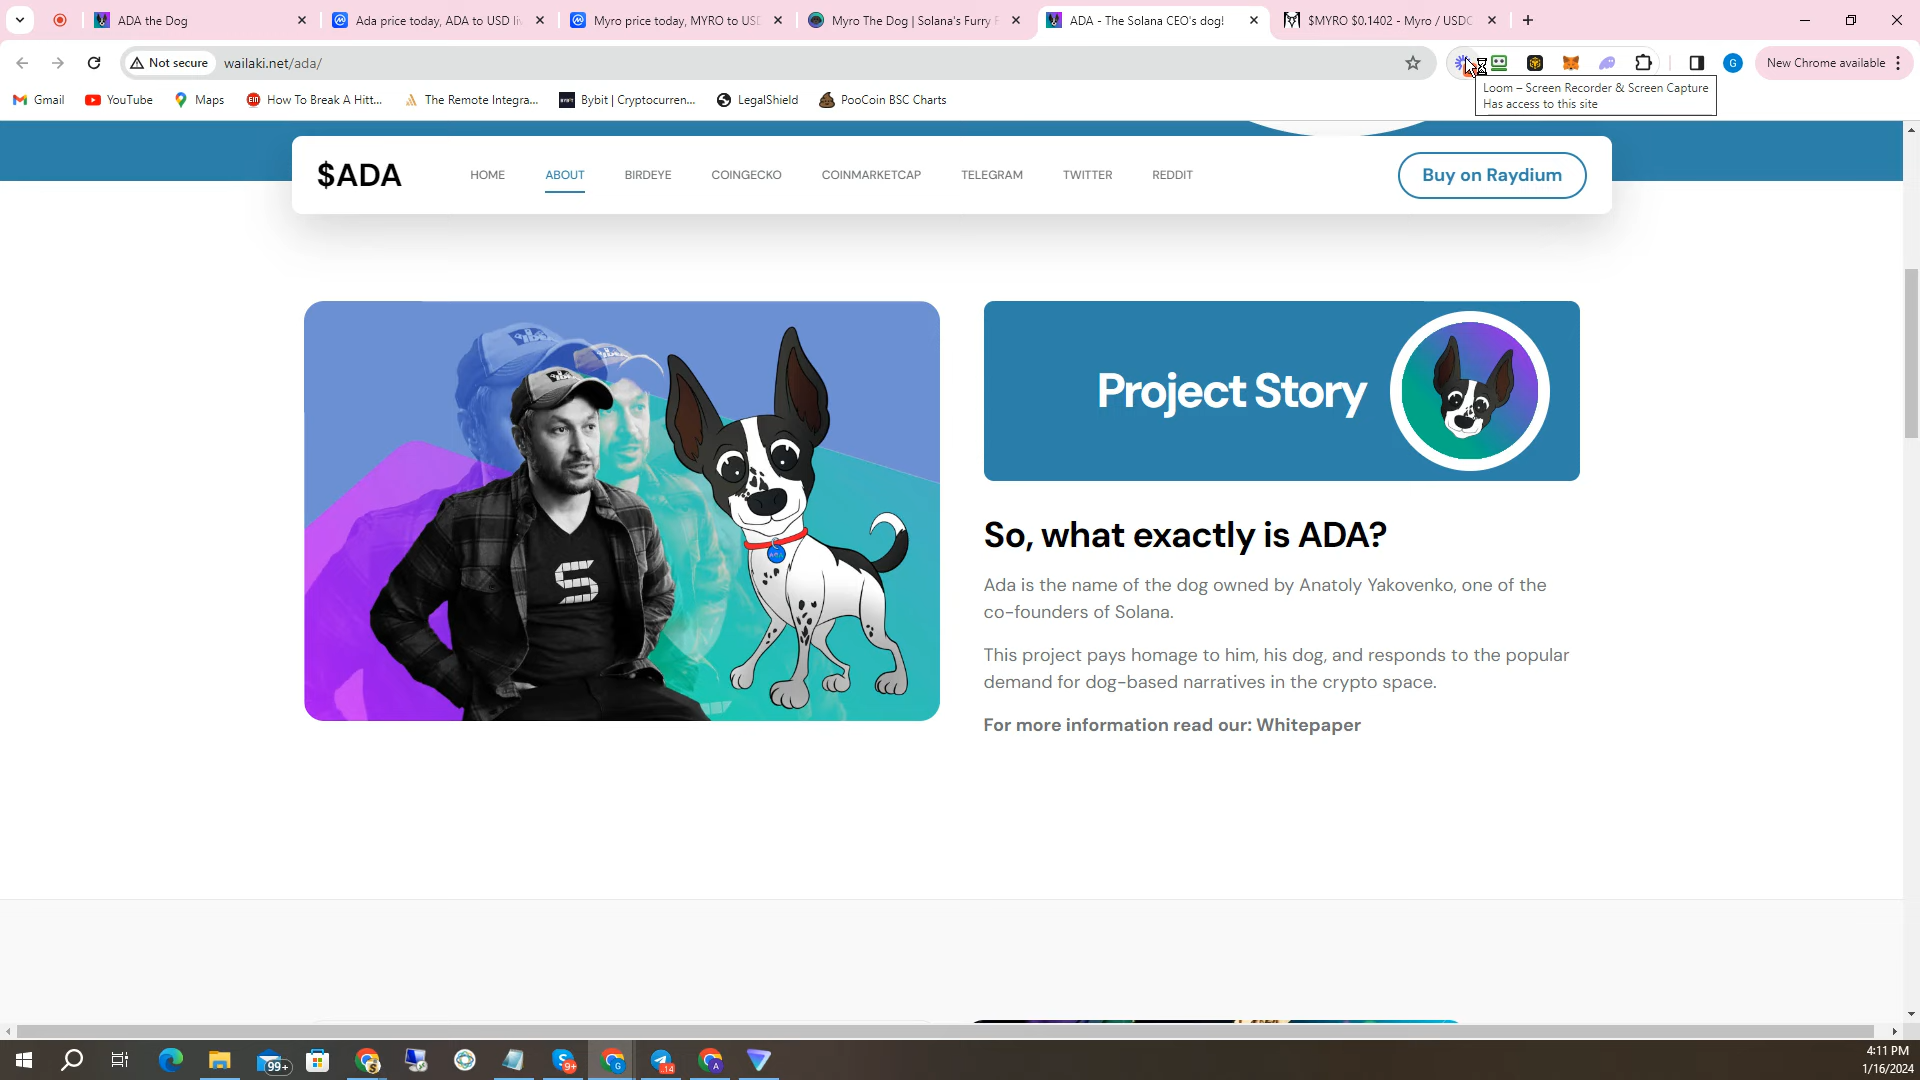 ADA the Dog
Ada price today, ADA to USD li
Myro price today, MYRO to USD
Myro The Dog | Solana's Furry F
ADA - The Solana CEO's dog!
$MYRO $0.1402 - Myro / USDC
Not secure
wailaki.net/ada/
New Chrome available
Gmail
YouTube
Maps
How To Break A Hitt...
The Remote Integra...
Bybit | Cryptocurren...
LegalShield
PooCoin BSC Charts
Loom – Screen Recorder & Screen Capture
Has access to this site
$ADA
HOME
ABOUT
BIRDEYE
COINGECKO
COINMARKETCAP
TELEGRAM
TWITTER
REDDIT
Buy on Raydium
Project Story
So, what exactly is ADA?
Ada is the name of the dog owned by Anatoly Yakovenko, one of the
co-founders of Solana.
This project pays homage to him, his dog, and responds to the popular
demand for dog-based narratives in the crypto space.
For more information read our: Whitepaper
99+
9+
14
4:11 PM
1/16/2024